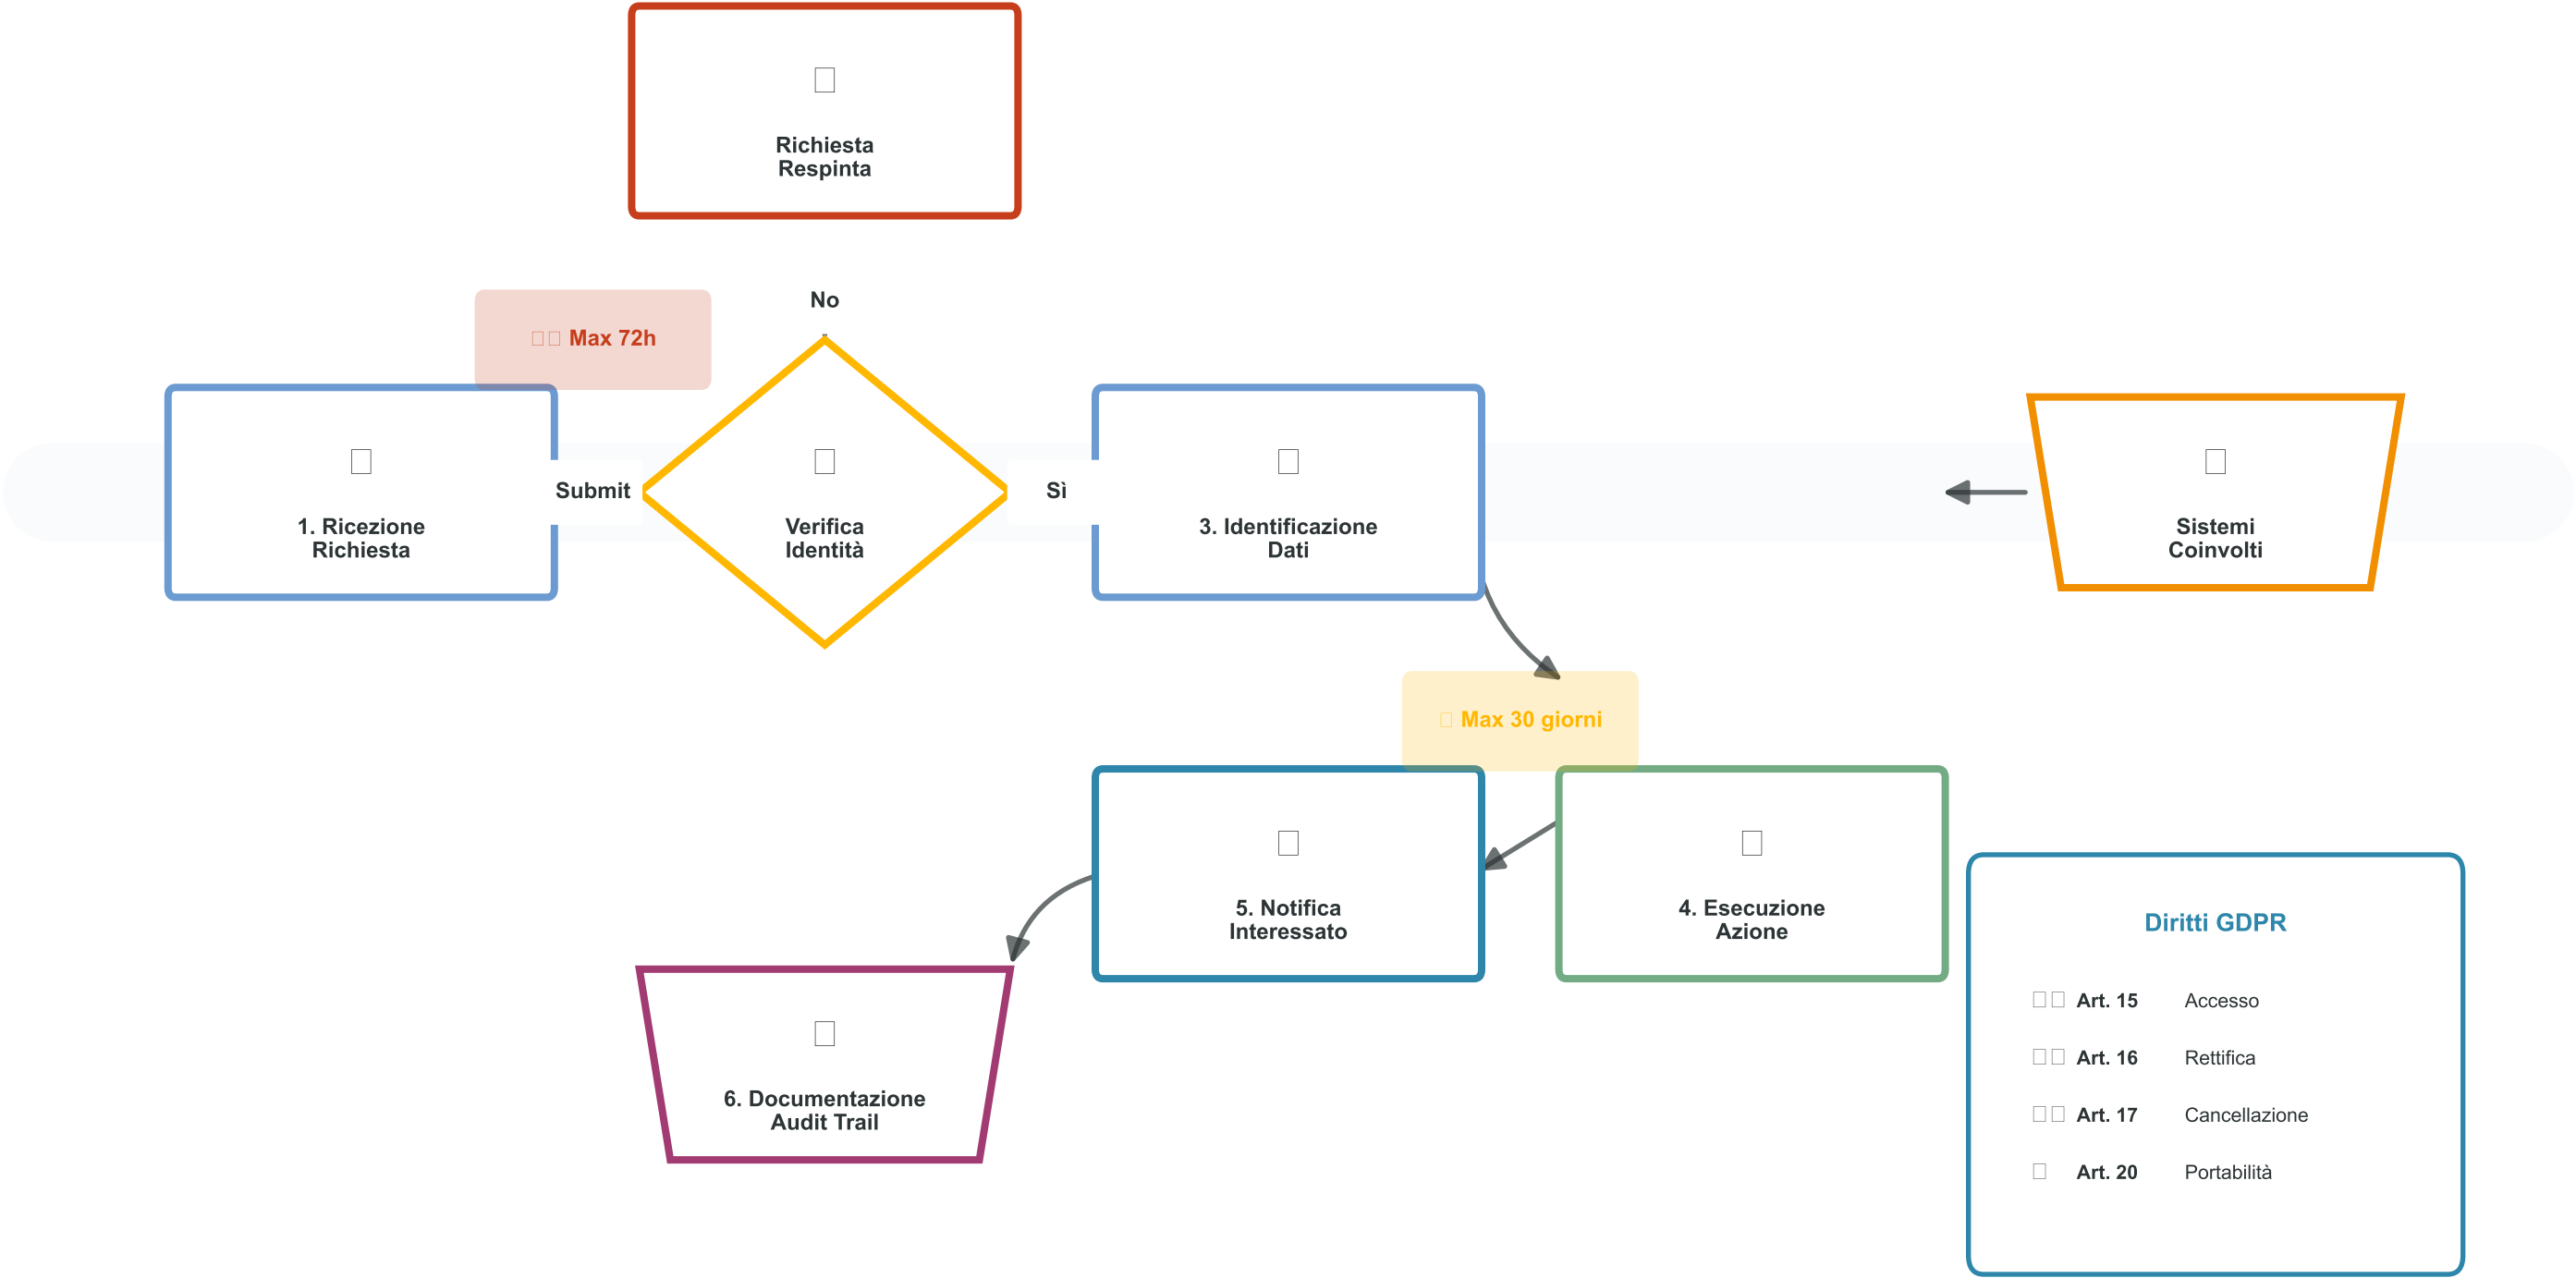 Richiesta
Respinta
No
Max 72h
1. Ricezione
Richiesta
Submit
Verifica
Identità
Sì
3. Identificazione
Dati
Sistemi
Coinvolti
Max 30 giorni
5. Notifica
Interessato
4. Esecuzione
Azione
6. Documentazione
Audit Trail
Diritti GDPR
Art. 15 Accesso
Art. 16 Rettifica
Art. 17 Cancellazione
Art. 20 Portabilità